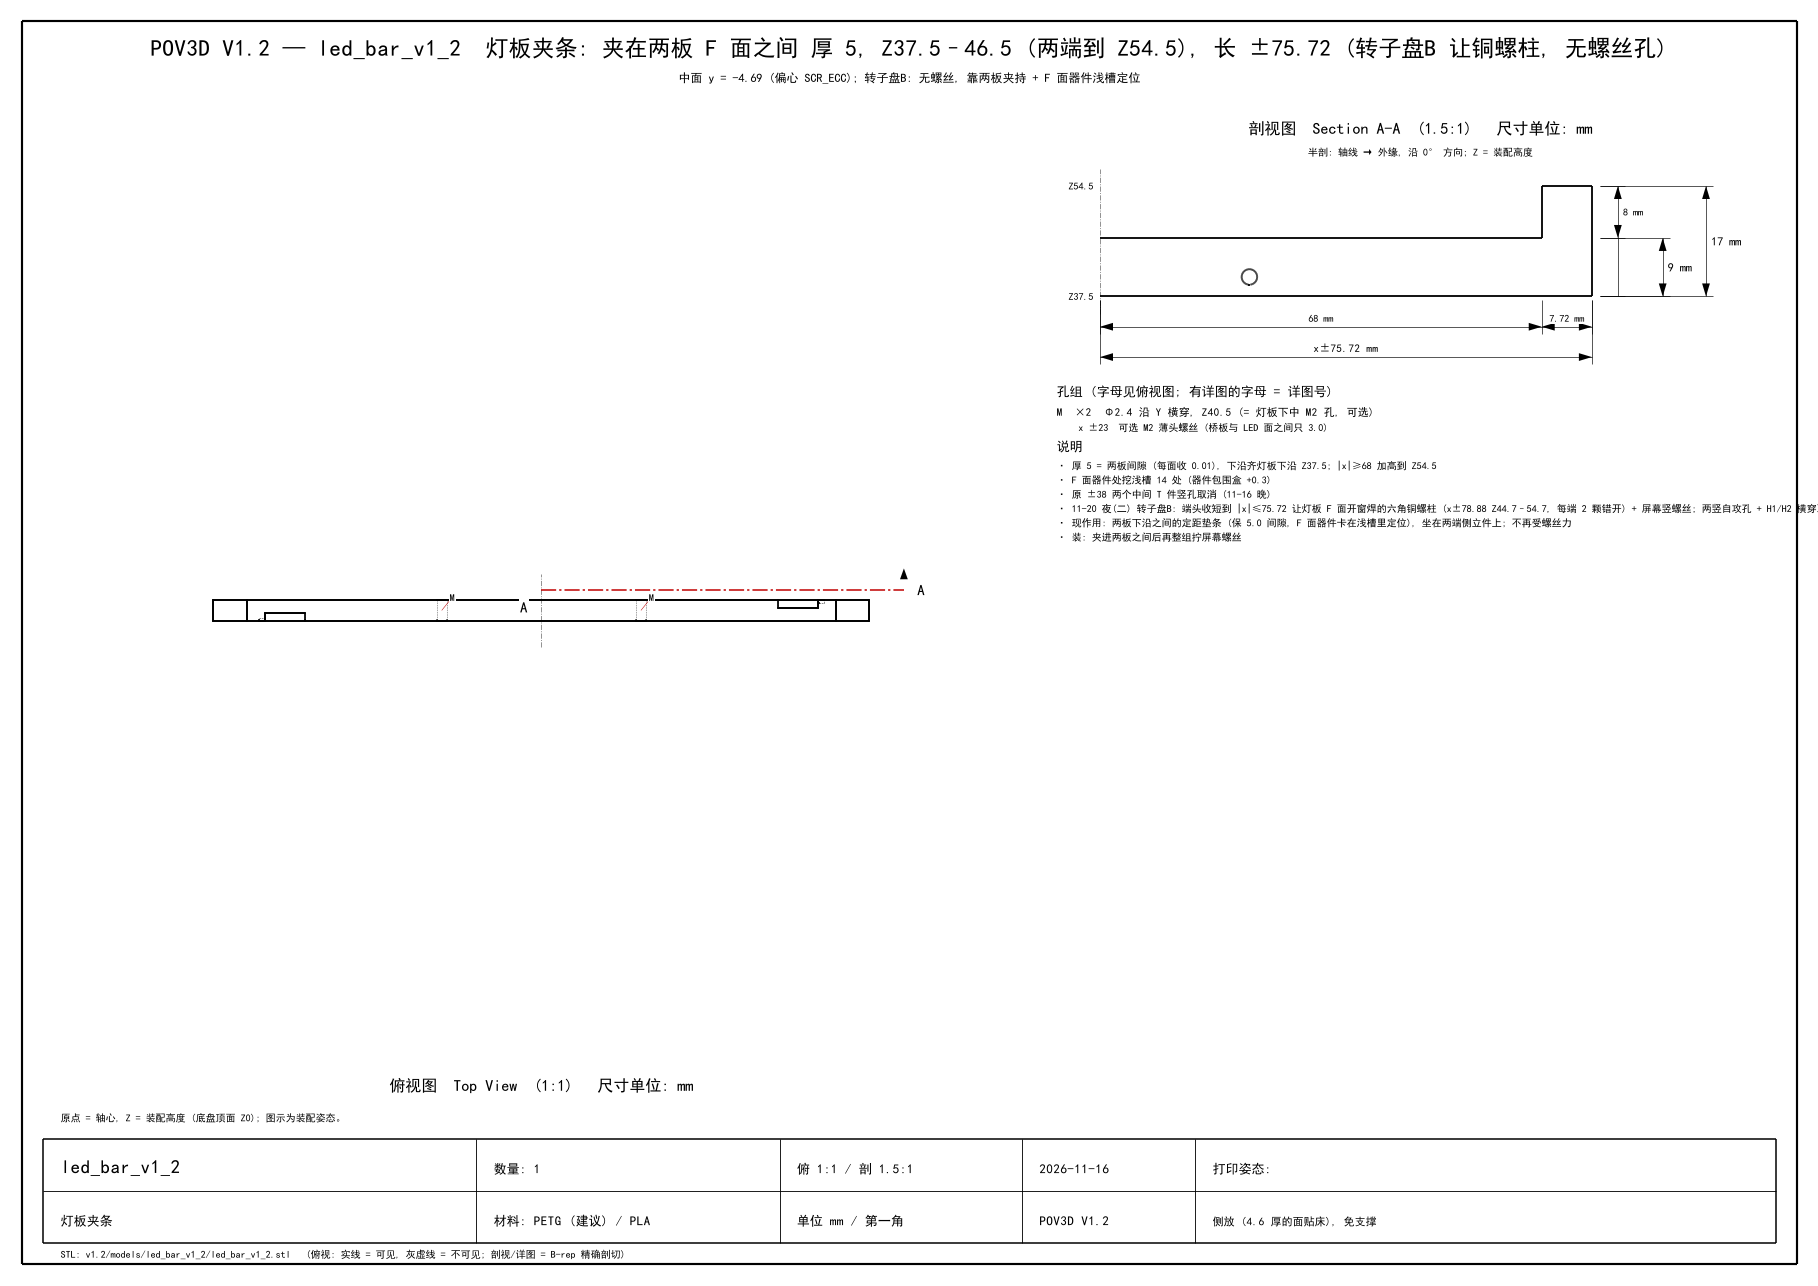 POV3D V1.2 — led_bar_v1_2  灯板夹条: 夹在两板 F 面之间 厚 5, Z37.5–46.5 (两端到 Z54.5), 长 ±75.72 (转子盘B 让铜螺柱, 无螺丝孔)
中面 y = -4.69 (偏心 SCR_ECC); 转子盘B: 无螺丝, 靠两板夹持 + F 面器件浅槽定位
剖视图  Section A-A  (1.5:1)  尺寸单位: mm
半剖: 轴线 → 外缘, 沿 0° 方向; Z = 装配高度
Z54.5
8 mm
17 mm
9 mm
Z37.5
68 mm
7.72 mm
x±75.72 mm
孔组 (字母见俯视图; 有详图的字母 = 详图号)
M  ×2  Φ2.4 沿 Y 横穿, Z40.5 (= 灯板下中 M2 孔, 可选)
x ±23  可选 M2 薄头螺丝 (桥板与 LED 面之间只 3.0)
说明
· 厚 5 = 两板间隙 (每面收 0.01), 下沿齐灯板下沿 Z37.5; |x|≥68 加高到 Z54.5
· F 面器件处挖浅槽 14 处 (器件包围盒 +0.3)
· 原 ±38 两个中间 T 件竖孔取消 (11-16 晚)
· 11-20 夜(二) 转子盘B: 端头收短到 |x|≤75.72 让灯板 F 面开窗焊的六角铜螺柱 (x±78.88 Z44.7–54.7, 每端 2 颗错开) + 屏幕竖螺丝; 两竖自攻孔 + H1/H2 横穿
· 现作用: 两板下沿之间的定距垫条 (保 5.0 间隙, F 面器件卡在浅槽里定位), 坐在两端侧立件上; 不再受螺丝力
· 装: 夹进两板之间后再整组拧屏幕螺丝
A
M
A
M
俯视图  Top View  (1:1)  尺寸单位: mm
原点 = 轴心, Z = 装配高度 (底盘顶面 Z0); 图示为装配姿态。
led_bar_v1_2
数量: 1
俯 1:1 / 剖 1.5:1
2026-11-16
打印姿态:
灯板夹条
材料: PETG (建议) / PLA
单位 mm / 第一角
POV3D V1.2
侧放 (4.6 厚的面贴床), 免支撑
STL: v1.2/models/led_bar_v1_2/led_bar_v1_2.stl  (俯视: 实线 = 可见, 灰虚线 = 不可见; 剖视/详图 = B-rep 精确剖切)